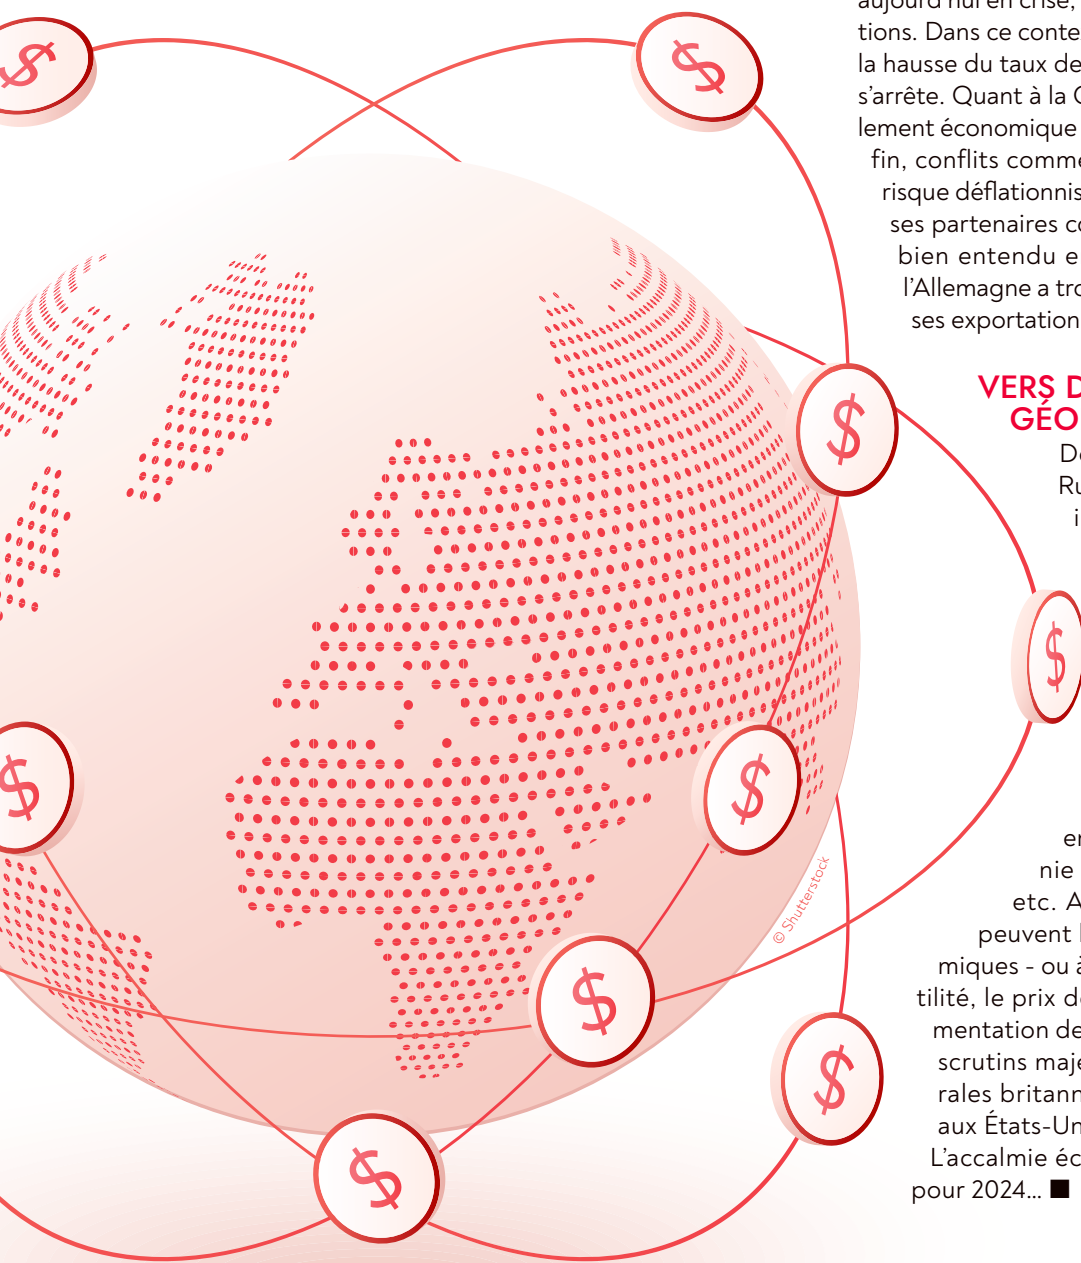 aujourd'hui en crise,
tions. Dans ce conte
la hausse du taux de
s'arrête. Quant à la
lement économique
fin, conflits comme
risque déflationnis
ses partenaires co
bien entendu e
l'Allemagne a tro
ses exportation
VERS D
GÉO
De
Ru
i
er
nie
etc. A
peuvent l
miques - ou à
tilité, le prix de
mentation de
scrutins maje
rales britann
aux États-Un
L'accalmie éc
pour 2024... ■
$
$
$
$
$
$
$
$
$
© Shutterstock